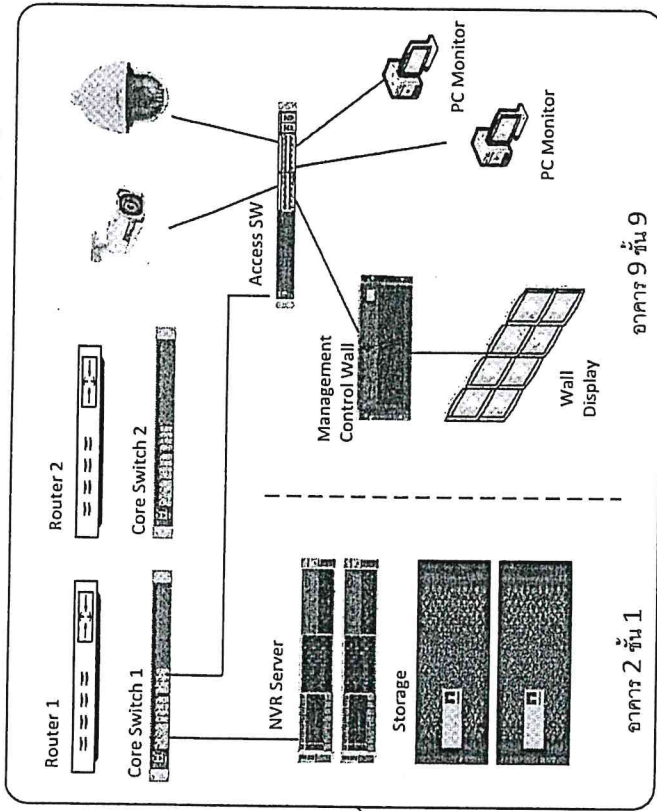 Router 1
Router 2
Core Switch 1
Core Switch 2
Access SW
NVR Server
Management
Control Wall
PC Monitor
PC Monitor
Storage
Wall
Display
อาคาร 2 ชั้น 1
อาคาร 9 ชั้น 9